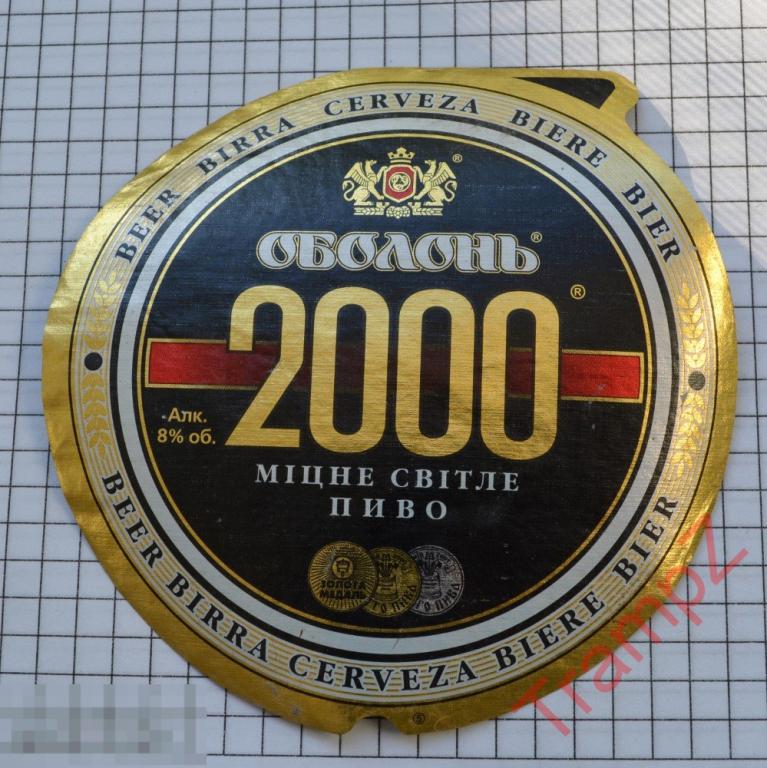 BEER BIRRA CERVEZA BIERE BIER
ОБОЛОНЬ®
2000®
Алк.
8% об.
МІЦНЕ СВІТЛЕ
ПИВО
ЗОЛОТА
МЕДАЛЬ
BEER BIRRA CERVEZA BIERE BIER
TrampZ